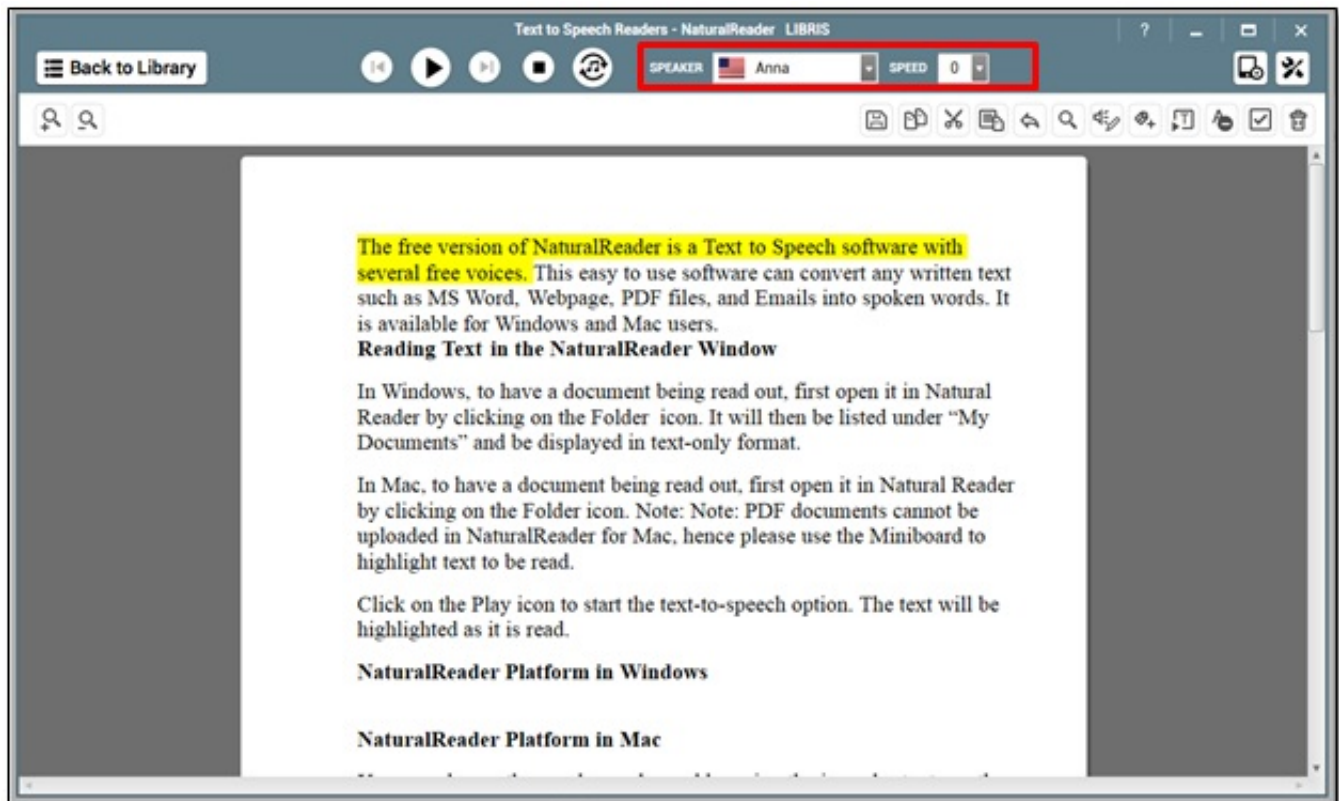 Text to Speech Readers - NaturalReader LIBRIS
? 
Back to Library
SPEAKER Anna SPEED 0
The free version of NaturalReader is a Text to Speech software with
several free voices. This easy to use software can convert any written text
such as MS Word, Webpage, PDF files, and Emails into spoken words. It
is available for Windows and Mac users.
Reading Text in the NaturalReader Window
In Windows, to have a document being read out, first open it in Natural
Reader by clicking on the Folder icon. It will then be listed under “My
Documents” and be displayed in text-only format.
In Mac, to have a document being read out, first open it in Natural Reader
by clicking on the Folder icon. Note: Note: PDF documents cannot be
uploaded in NaturalReader for Mac, hence please use the Miniboard to
highlight text to be read.
Click on the Play icon to start the text-to-speech option. The text will be
highlighted as it is read.
NaturalReader Platform in Windows
NaturalReader Platform in Mac